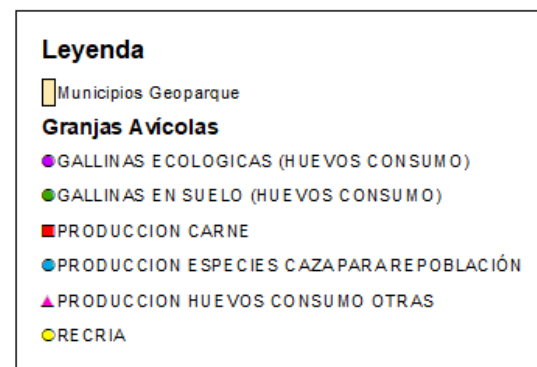 Leyenda
Municipios Geoparque
Granjas Avícolas
GALLINAS ECOLOGICAS (HUEVOS CONSUMO)
GALLINAS EN SUELO (HUEVOS CONSUMO)
PRODUCCION CARNE
PRODUCCION ESPECIES CAZA PARA REPOBLACIÓN
PRODUCCION HUEVOS CONSUMO OTRAS
RECRIA